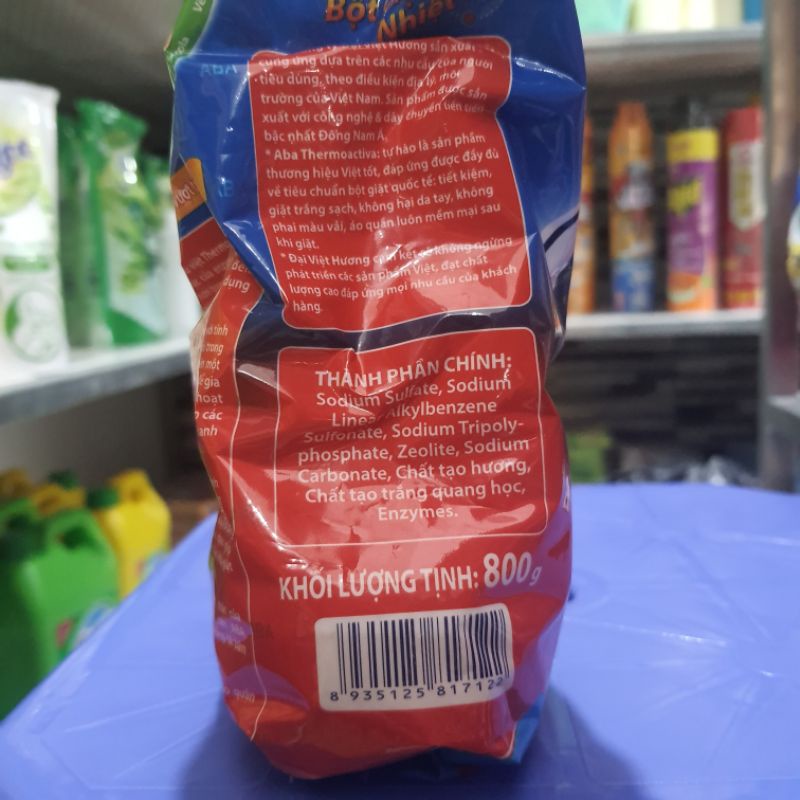 Bột
Nhiệt
ABA
Việt Hương sản xuất
cung ứng dựa trên các nhu cầu của người
tiêu dùng, theo điều kiện địa lý, môi
trường của Việt Nam. Sản phẩm được sản
xuất với công nghệ & dây chuyền tiên tiến
bậc nhất Đông Nam Á.
* Aba Thermoactiva: tự hào là sản phẩm
thương hiệu Việt tốt, đáp ứng được đầy đủ
về tiêu chuẩn bột giặt quốc tế: tiết kiệm,
giặt trắng sạch, không hại da tay, không
phai màu vải, áo quần luôn mềm mại sau
khi giặt.
* Đại Việt Hương cam kết sẽ không ngừng
phát triển các sản phẩm Việt, đạt chất
lượng cao đáp ứng mọi nhu cầu của khách
hàng.
THÀNH PHẦN CHÍNH:
Sodium Sulfate, Sodium
Linear Alkylbenzene
Sulfonate, Sodium Tripoly-
phosphate, Zeolite, Sodium
Carbonate, Chất tạo hương,
Chất tạo trắng quang học,
Enzymes.
KHỐI LƯỢNG TỊNH: 800g
8 935125 817122